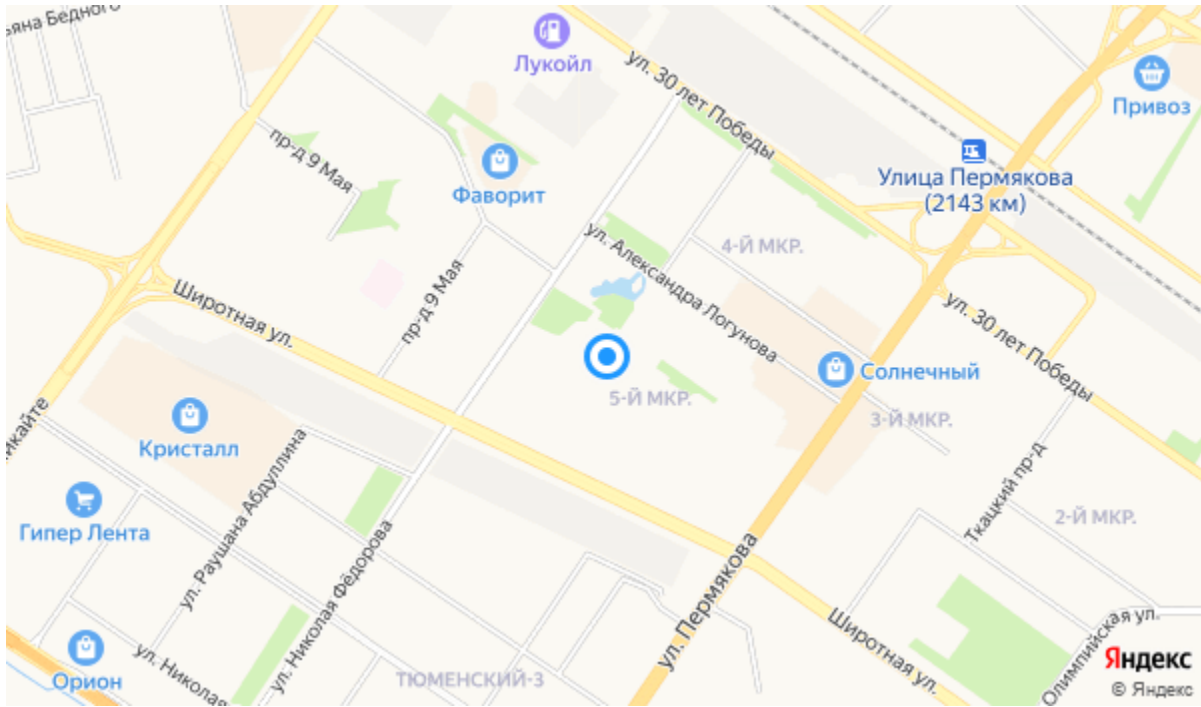 яна Бедного
Лукойл
ул. 30 лет Победы
Привоз
пр-д 9 Мая
Фаворит
Улица Пермякова
(2143 км)
ул. Александра Логунова
4-Й МКР.
пр-д 9 Мая
Широтная ул.
ул. 30 лет Победы
Солнечный
5-Й МКР.
3-Й МКР.
икайте
Кристалл
Гипер Лента
ул. Раушана Абдуллина
ул. Николая Фёдорова
Ткацкий пр-д
2-Й МКР.
ул. Пермякова
Широтная ул.
Олимпийская ул.
ул. Николая
Орион
ТЮМЕНСКИЙ-3
Яндекс
© Яндекс